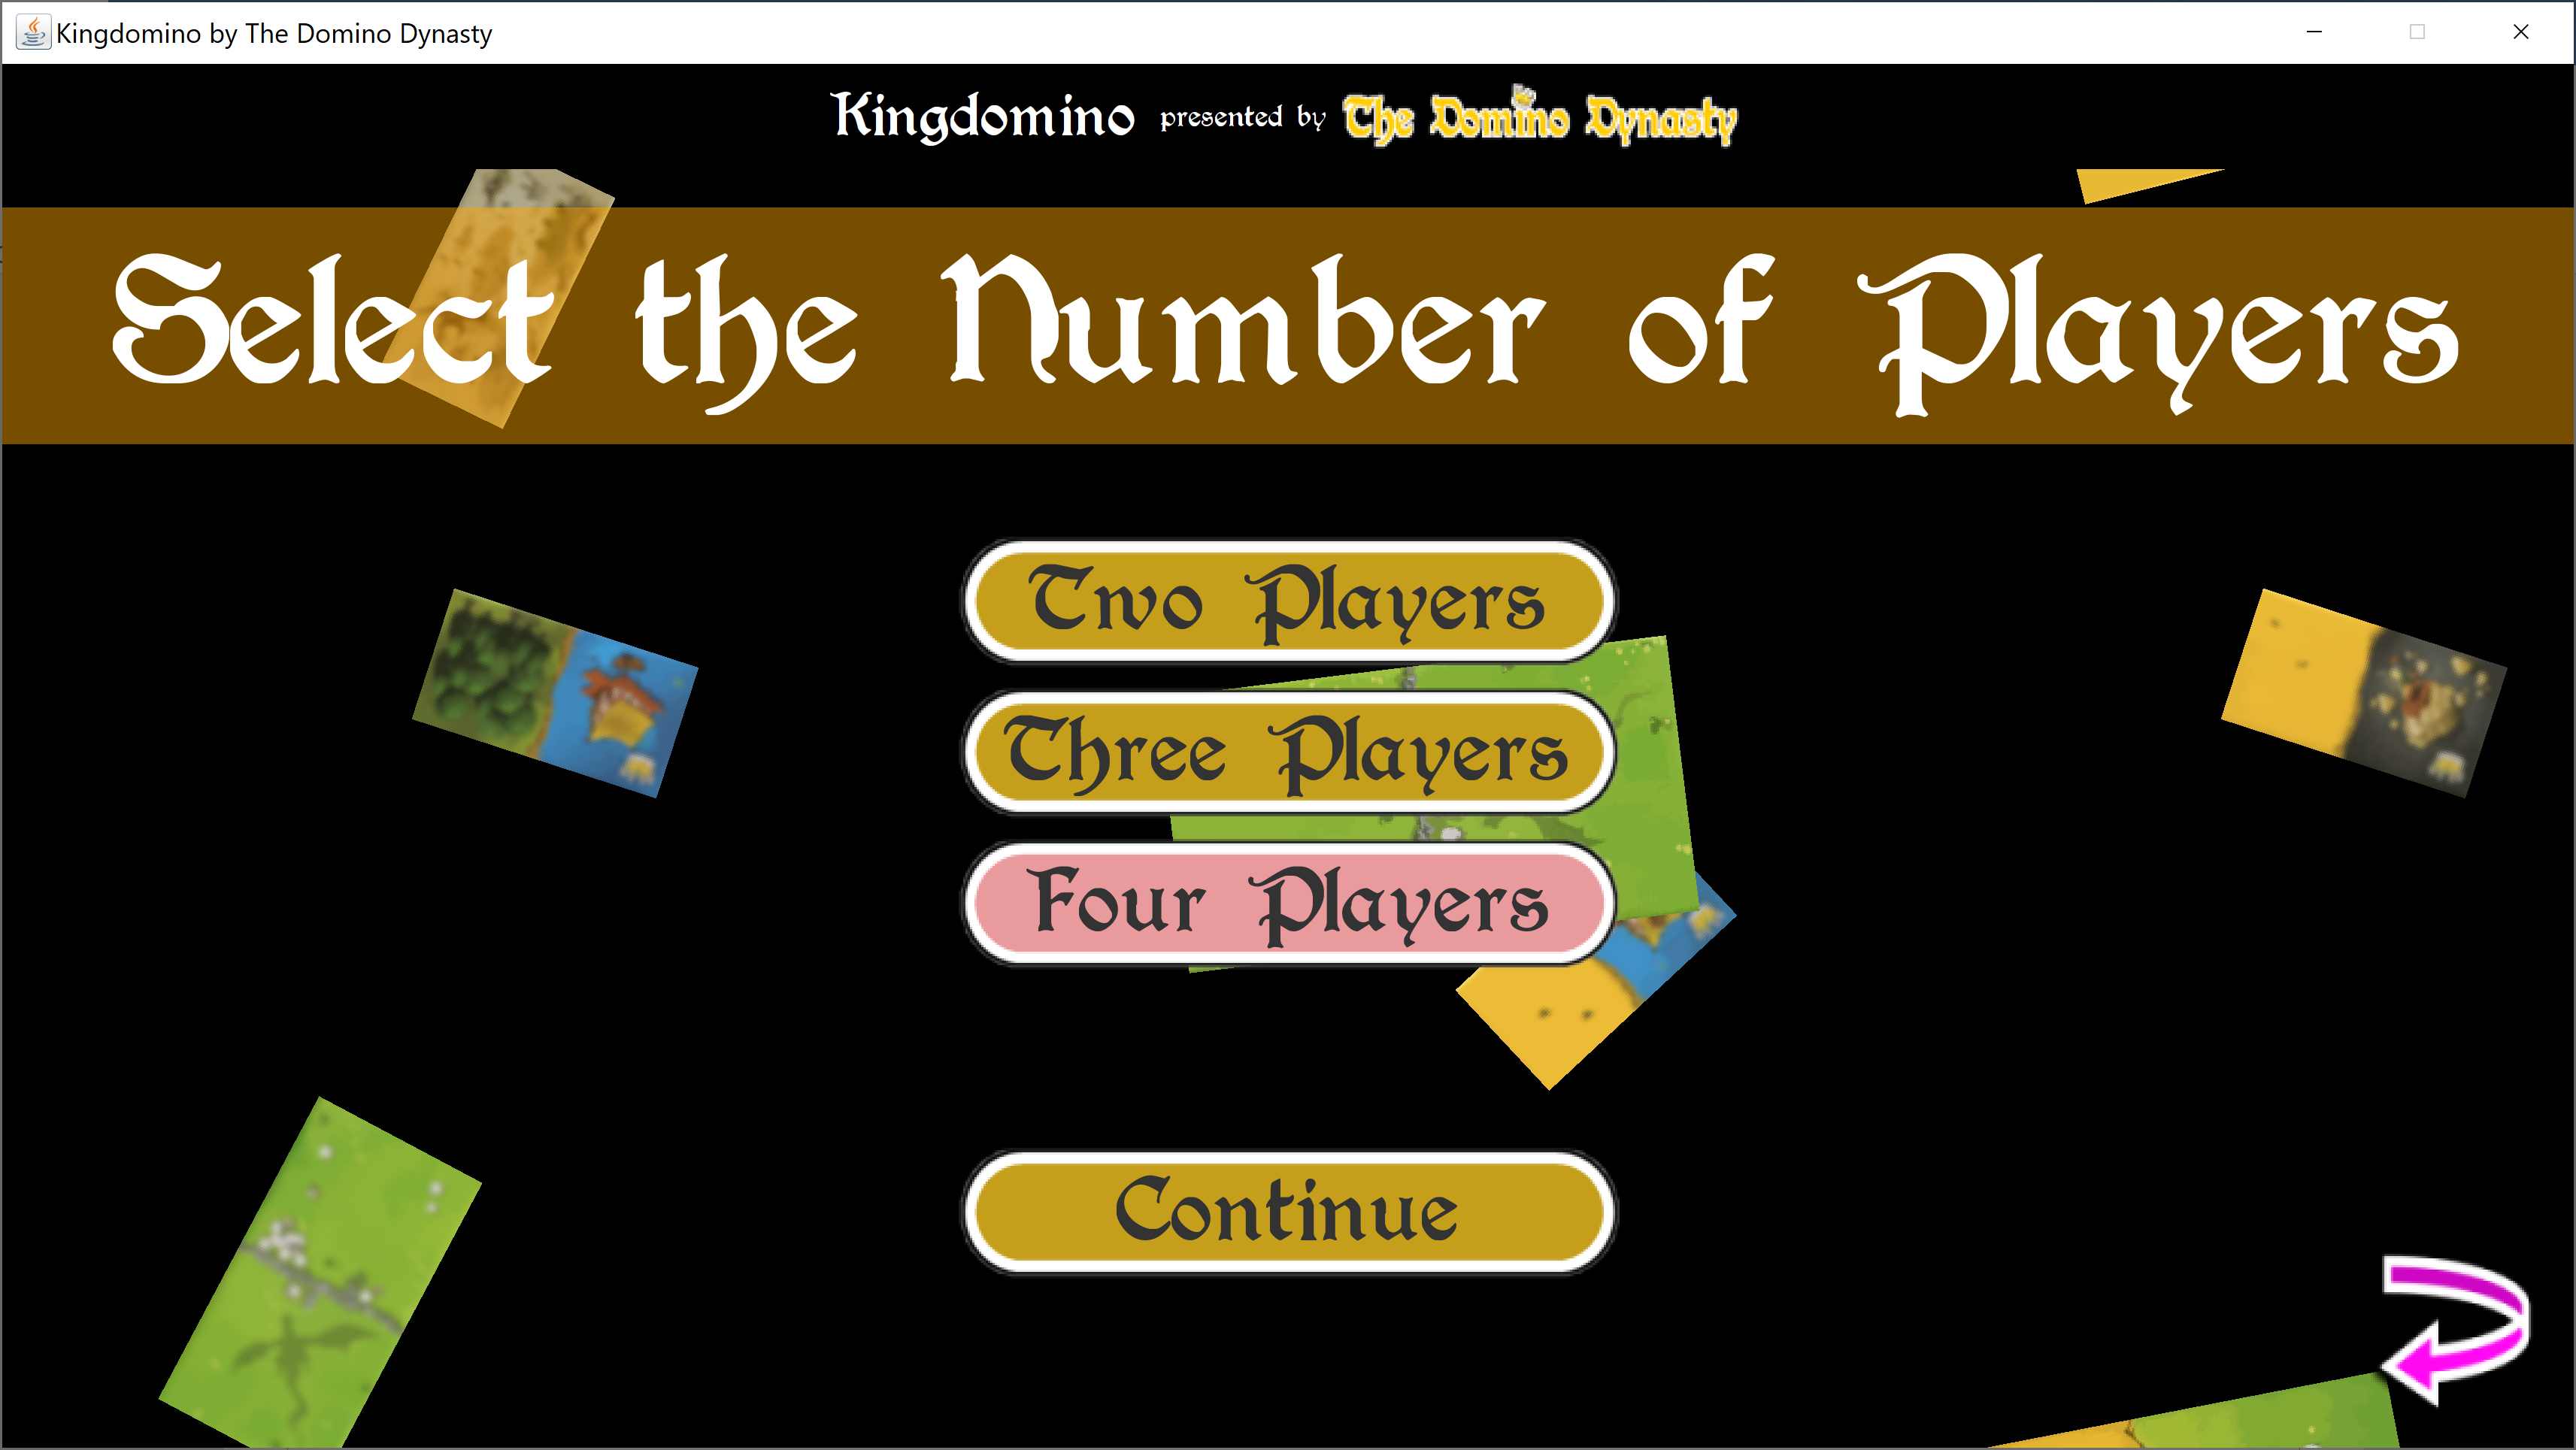 Kingdomino by The Domino Dynasty
Kingdomino presented by The Domino Dynasty
Select the Number of Players
Two Players
Three Players
Four Players
Continue